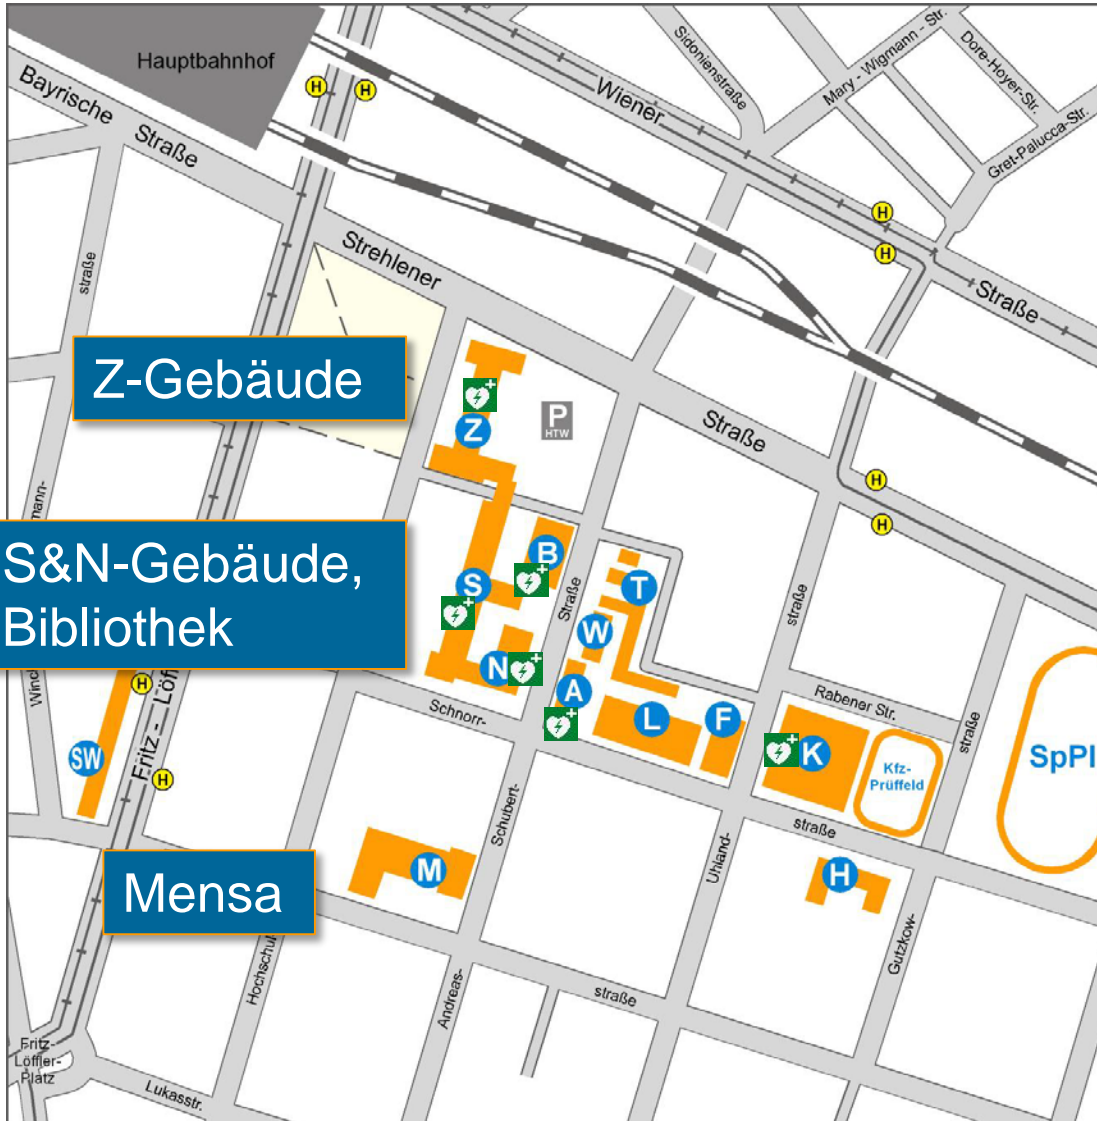 Hauptbahnhof
H
H
Bayrische
Straße
Wiener
Sidonienstraße
Mary - Wigmann - Str.
Dore-Hoyer-Str.
Gret-Palucca-Str.
H
H
Straße
straße
Strehlener
Z-Gebäude
Z
P
HTW
Straße
H
H
S&N-Gebäude,
Bibliothek
mann-
S
B
Straße
T
W
N
A
L
F
K
straße
Rabener Str.
straße
Kfz-
Prüffeld
SpPl
H
SW
Fritz - Löf
H
Schnorr-
Schubert-
straße
Uhland-
M
H
Mensa
Gutzkow-
Andreas-
straße
Fritz-
Löffler-
Platz
Lukasstr.